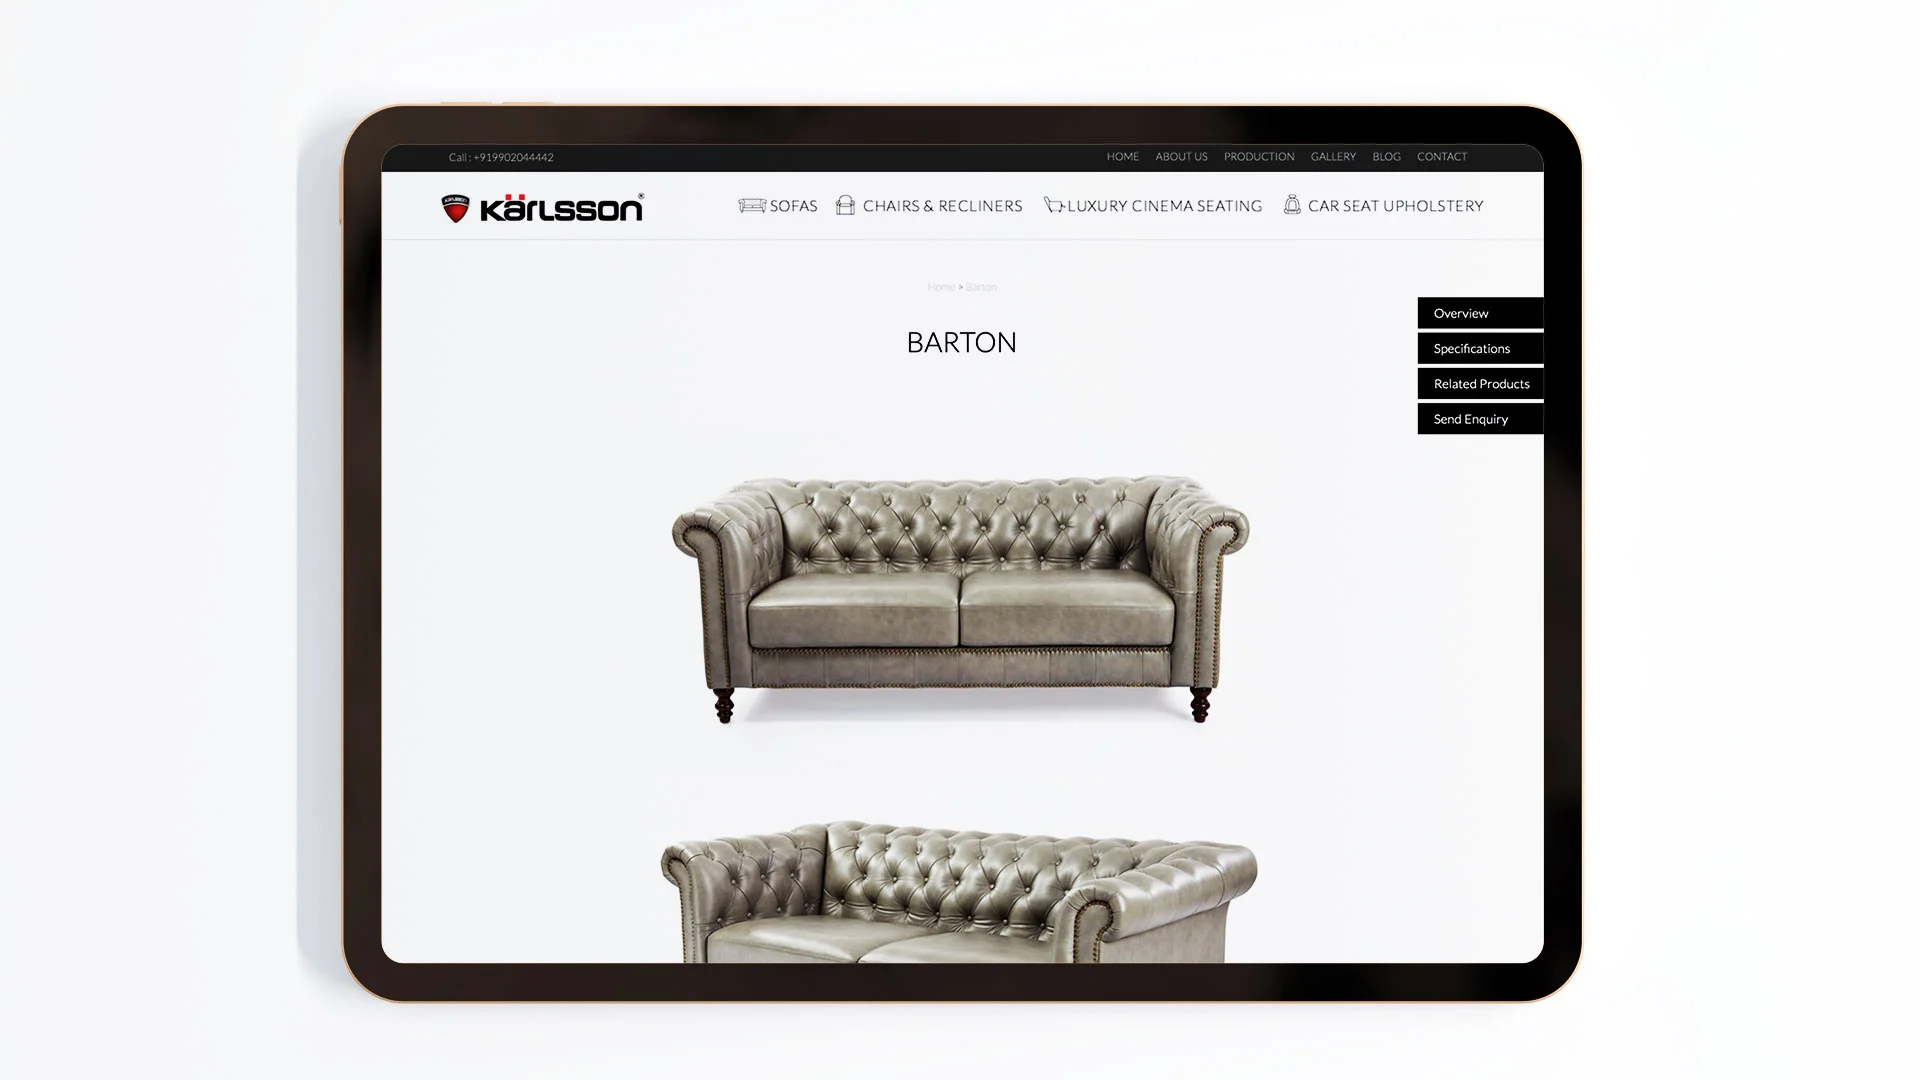 Call : +919902044442
HOME ABOUT US PRODUCTION GALLERY BLOG CONTACT
KARLSSON Kärlsson®
SOFAS CHAIRS & RECLINERS LUXURY CINEMA SEATING CAR SEAT UPHOLSTERY
Home > Barton
BARTON
Overview
Specifications
Related Products
Send Enquiry